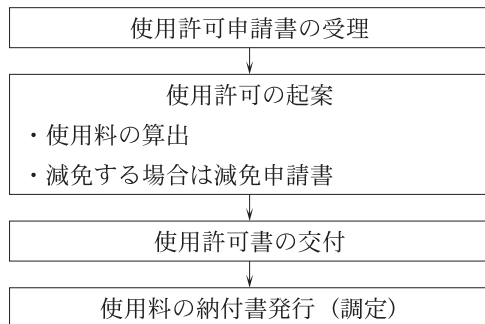 使用許可申請書の受理
使用許可の起案
・使用料の算出
・減免する場合は減免申請書
使用許可書の交付
使用料の納付書発行（調定）